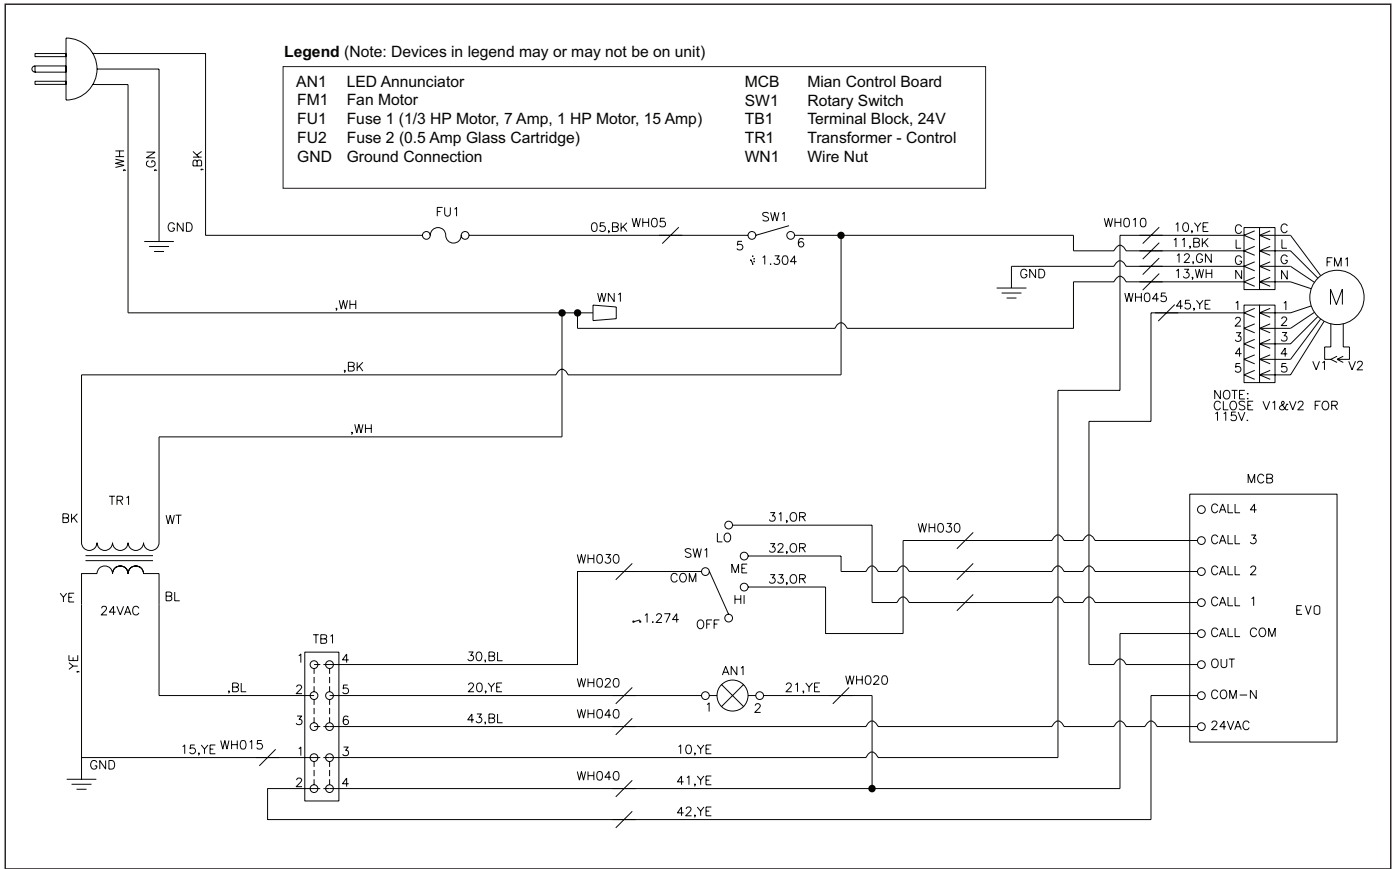 Legend (Note: Devices in legend may or may not be on unit)
AN1 LED Annunciator MCB Mian Control Board
FM1 Fan Motor SW1 Rotary Switch
FU1 Fuse 1 (1/3 HP Motor, 7 Amp, 1 HP Motor, 15 Amp) TB1 Terminal Block, 24V
FU2 Fuse 2 (0.5 Amp Glass Cartridge) TR1 Transformer - Control
GND Ground Connection WN1 Wire Nut
,WH
,GN
,BK
GND
FU1
05,BK WH05
SW1
5 6
1.304
WH010
10,YE C C
11,BK L L
12,GN G G
13,WH N N
GND
FM1
M
V1 V2
WH045
45,YE 1 1
2 2
3 3
4 4
5 5
NOTE:
CLOSE V1&V2 FOR
115V.
,WH
WN1
,BK
,WH
TR1
BK WT
YE BL
24VAC
,YE
,BL
GND
15,YE WH015
TB1
1 4
2 5
3 6
1 3
2 4
30,BL
WH030
SW1
COM
LO
ME
HI
OFF
1.274
31,OR
32,OR
33,OR
WH030
20,YE WH020
AN1
1 2
21,YE WH020
43,BL WH040
10,YE
WH040 41,YE
42,YE
MCB
CALL 4
CALL 3
CALL 2
CALL 1
CALL COM
OUT
COM-N
24VAC
EVO